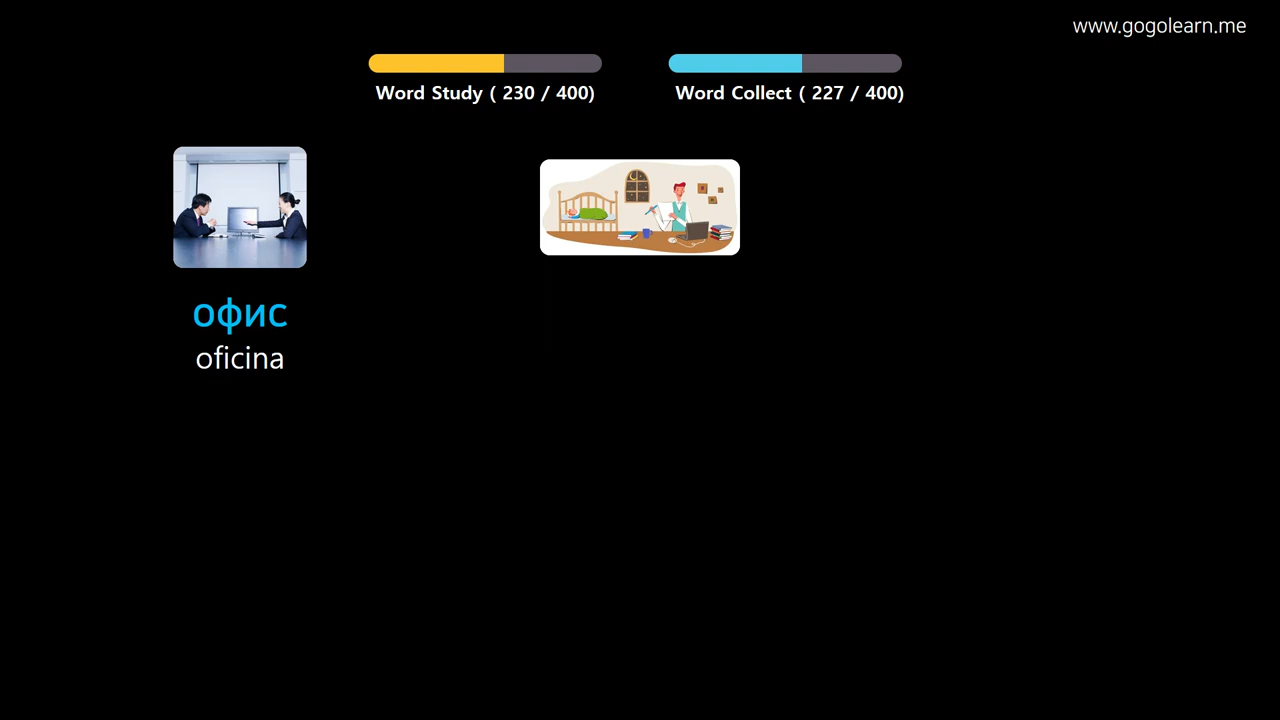 www.gogolearn.me
Word Study ( 230 / 400)
Word Collect ( 227 / 400)
офис
oficina